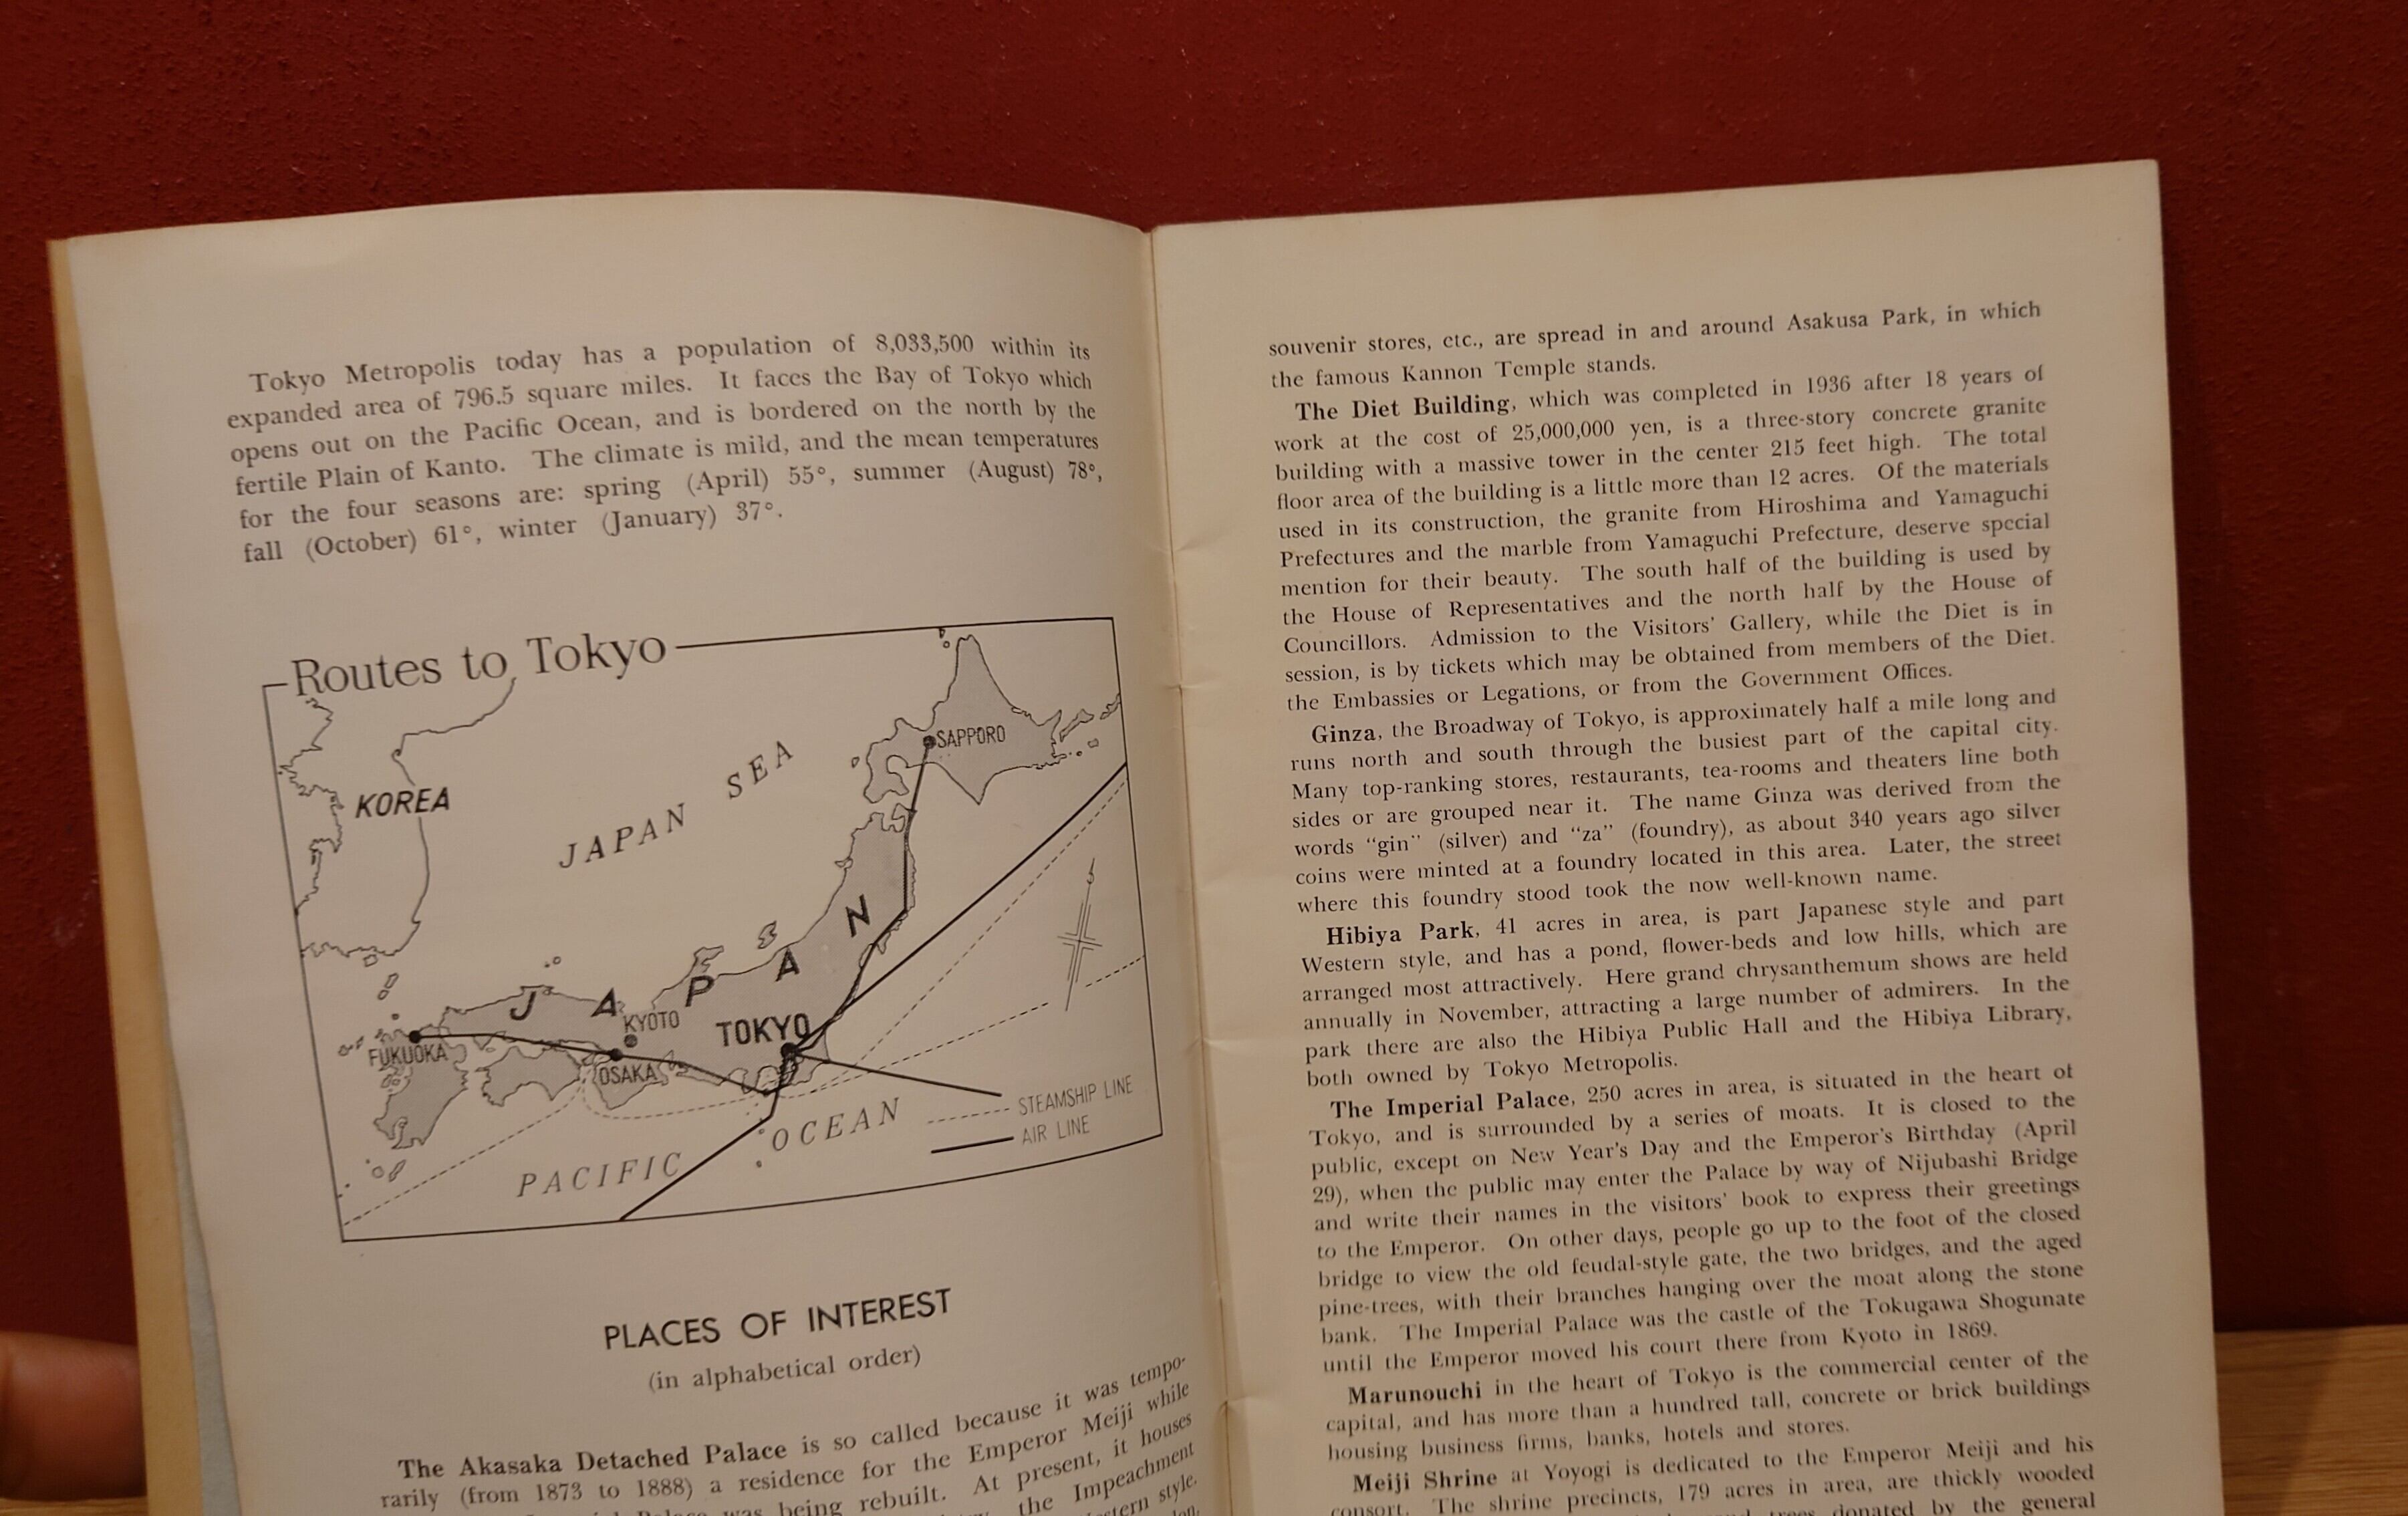 Tokyo Metropolis today has a population of 8,033,500 within its
expanded area of 796.5 square miles. It faces the Bay of Tokyo which
opens out on the Pacific Ocean, and is bordered on the north by the
fertile Plain of Kanto. The climate is mild, and the mean temperatures
for the four seasons are: spring (April) 55°, summer (August) 78°,
fall (October) 61°, winter (January) 37°.
Routes to Tokyo
SAPPORO
JAPAN SEA
KOREA
JAPAN
KYOTO
TOKYO
FUKUOKA
OSAKA
STEAMSHIP LINE
AIR LINE
PACIFIC OCEAN
PLACES OF INTEREST
(in alphabetical order)
The Akasaka Detached Palace is so called because it was tempo-
rarily (from 1873 to 1888) a residence for the Emperor Meiji while
Palace was being rebuilt. At present, it houses
the Impeachment
style.
souvenir stores, etc., are spread in and around Asakusa Park, in which
the famous Kannon Temple stands.
The Diet Building, which was completed in 1936 after 18 years of
work at the cost of 25,000,000 yen, is a three-story concrete granite
building with a massive tower in the center 215 feet high. The total
floor area of the building is a little more than 12 acres. Of the materials
used in its construction, the granite from Hiroshima and Yamaguchi
Prefectures and the marble from Yamaguchi Prefecture, deserve special
mention for their beauty. The south half of the building is used by
the House of Representatives and the north half by the House of
Councillors. Admission to the Visitors' Gallery, while the Diet is in
session, is by tickets which may be obtained from members of the Diet.
the Embassies or Legations, or from the Government Offices.
Ginza, the Broadway of Tokyo, is approximately half a mile long and
runs north and south through the busiest part of the capital city.
Many top-ranking stores, restaurants, tea-rooms and theaters line both
sides or are grouped near it. The name Ginza was derived from the
words "gin" (silver) and "za" (foundry), as about 340 years ago silver
coins were minted at a foundry located in this area. Later, the street
where this foundry stood took the now well-known name.
Hibiya Park, 41 acres in area, is part Japanese style and part
Western style, and has a pond, flower-beds and low hills, which are
arranged most attractively. Here grand chrysanthemum shows are held
annually in November, attracting a large number of admirers. In the
park there are also the Hibiya Public Hall and the Hibiya Library,
both owned by Tokyo Metropolis.
The Imperial Palace, 250 acres in area, is situated in the heart of
Tokyo, and is surrounded by a series of moats. It is closed to the
public, except on New Year's Day and the Emperor's Birthday (April
29), when the public may enter the Palace by way of Nijubashi Bridge
and write their names in the visitors' book to express their greetings
to the Emperor. On other days, people go up to the foot of the closed
bridge to view the old feudal-style gate, the two bridges, and the aged
pine-trees, with their branches hanging over the moat along the stone
bank. The Imperial Palace was the castle of the Tokugawa Shogunate
until the Emperor moved his court there from Kyoto in 1869.
Marunouchi in the heart of Tokyo is the commercial center of the
capital, and has more than a hundred tall, concrete or brick buildings
housing business firms, banks, hotels and stores.
Meiji Shrine at Yoyogi is dedicated to the Emperor Meiji and his
consort. The shrine precincts, 179 acres in area, are thickly wooded
trees donated by the general